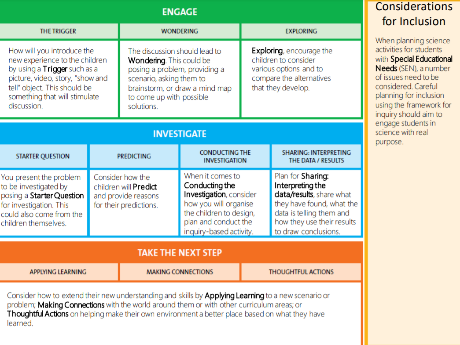 ENGAGE
THE TRIGGER
WONDERING
EXPLORING
How will you introduce the
new experience to the children
by using a Trigger such as a
picture, video, story, "show and
tell" object. This should be
something that will stimulate
discussion.
The discussion should lead to
Wondering. This could be
posing a problem, providing a
scenario, asking them to
brainstorm, or draw a mind map
to come up with possible
solutions.
Exploring, encourage the
children to consider
various options and to
compare the alternatives
that they develop.
INVESTIGATE
STARTER QUESTION
PREDICTING
CONDUCTING THE
INVESTIGATION
SHARING: INTERPRETING
THE DATA / RESULTS
You present the problem
to be investigated by
posing a Starter Question
for investigation. This
could also come from the
children themselves.
Consider how the
children will Predict
and provide reasons
for their predictions.
When it comes to
Conducting the
Investigation, consider
how you will organise
the children to design,
plan and conduct the
inquiry-based activity.
Plan for Sharing:
Interpreting the
data/results, share what
they have found, what the
data is telling them and
how they use their results
to draw conclusions.
TAKE THE NEXT STEP
APPLYING LEARNING
MAKING CONNECTIONS
THOUGHTFUL ACTIONS
Consider how to extend their new understanding and skills by Applying Learning to a new scenario or
problem; Making Connections with the world around them or with other curriculum areas; or
Thoughtful Actions on helping make their own environment a better place based on what they have
learned.
Considerations
for Inclusion
When planning science
activities for students
with Special Educational
Needs (SEN), a number
of issues need to be
considered. Careful
planning for inclusion
using the framework for
inquiry should aim to
engage students in
science with real
purpose.